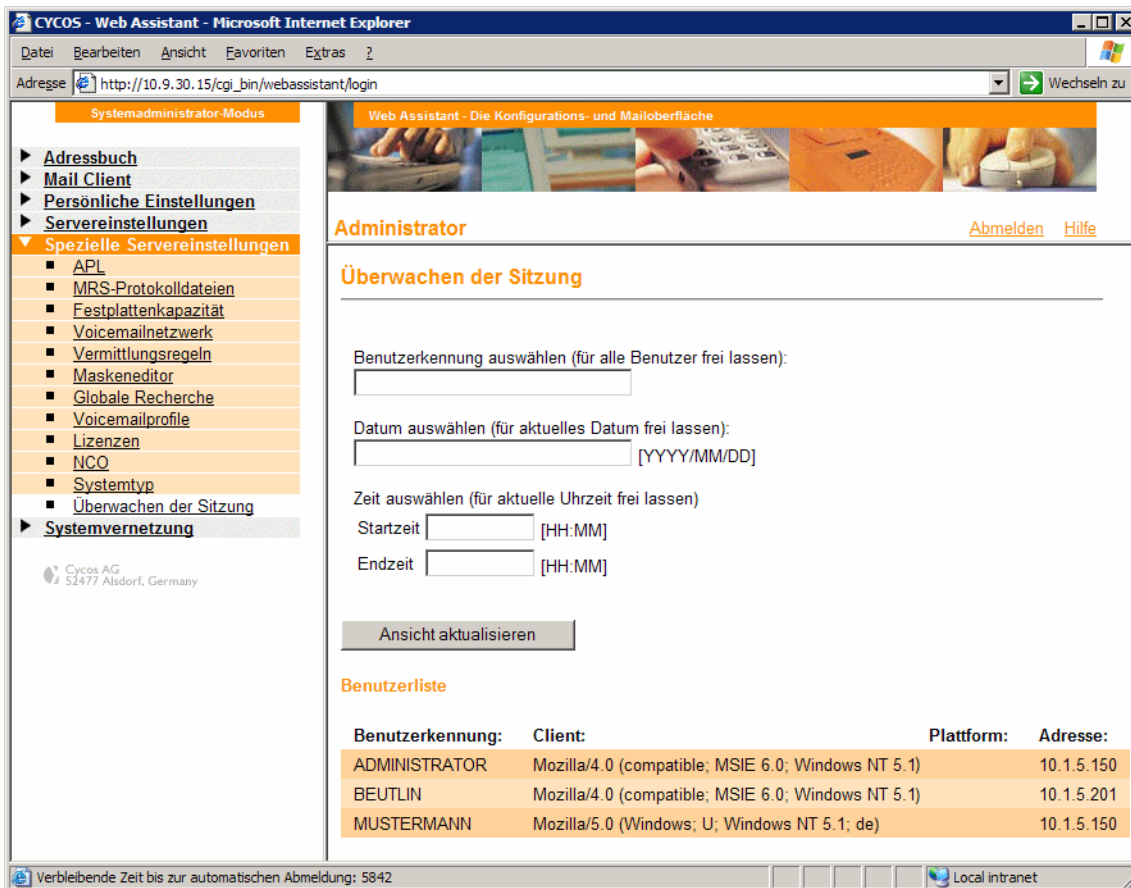 CYCOS - Web Assistant - Microsoft Internet Explorer
Datei Bearbeiten Ansicht Favoriten Extras ?
Adresse http://10.9.30.15/cgi_bin/webassistant/login Wechseln zu
Systemadministrator-Modus
Adressbuch
Mail Client
Persönliche Einstellungen
Servereinstellungen
Spezielle Servereinstellungen
APL
MRS-Protokolldateien
Festplattenkapazität
Voicemailnetzwerk
Vermittlungsregeln
Maskeneditor
Globale Recherche
Voicemailprofile
Lizenzen
NCO
Systemtyp
Überwachen der Sitzung
Systemvernetzung
Cycos AG
52477 Alsdorf, Germany
Web Assistant - Die Konfigurations- und Mailoberfläche
Administrator Abmelden Hilfe
Überwachen der Sitzung
Benutzerkennung auswählen (für alle Benutzer frei lassen):
Datum auswählen (für aktuelles Datum frei lassen):
[YYYY/MM/DD]
Zeit auswählen (für aktuelle Uhrzeit frei lassen)
Startzeit [HH:MM]
Endzeit [HH:MM]
Ansicht aktualisieren
Benutzerliste
Benutzerkennung: Client: Plattform: Adresse:
ADMINISTRATOR Mozilla/4.0 (compatible; MSIE 6.0; Windows NT 5.1) 10.1.5.150
BEUTLIN Mozilla/4.0 (compatible; MSIE 6.0; Windows NT 5.1) 10.1.5.201
MUSTERMANN Mozilla/5.0 (Windows; U; Windows NT 5.1; de) 10.1.5.150
Verbleibende Zeit bis zur automatischen Abmeldung: 5842 Local intranet